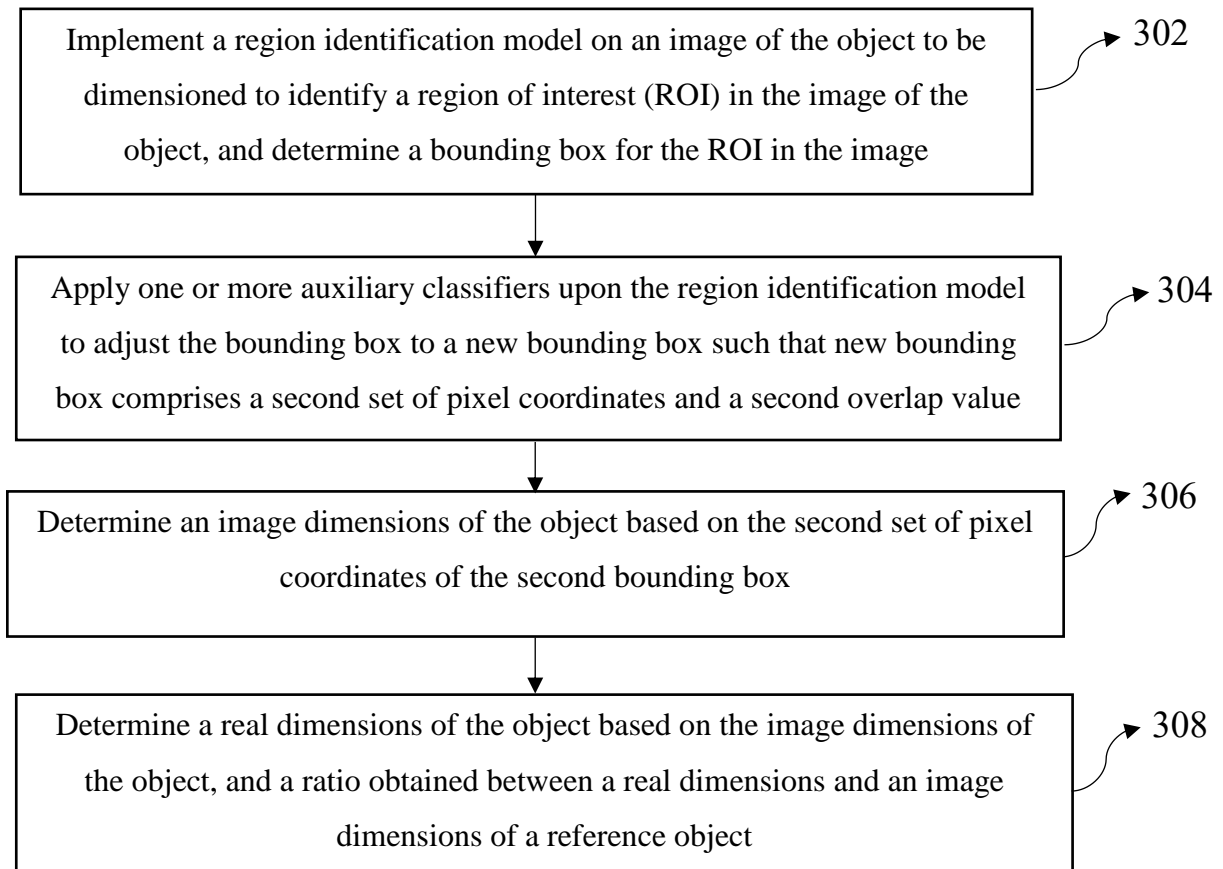 Implement a region identification model on an image of the object to be
dimensioned to identify a region of interest (ROI) in the image of the
object, and determine a bounding box for the ROI in the image
302
Apply one or more auxiliary classifiers upon the region identification model
to adjust the bounding box to a new bounding box such that new bounding
box comprises a second set of pixel coordinates and a second overlap value
304
Determine an image dimensions of the object based on the second set of pixel
coordinates of the second bounding box
306
Determine a real dimensions of the object based on the image dimensions of
the object, and a ratio obtained between a real dimensions and an image
dimensions of a reference object
308